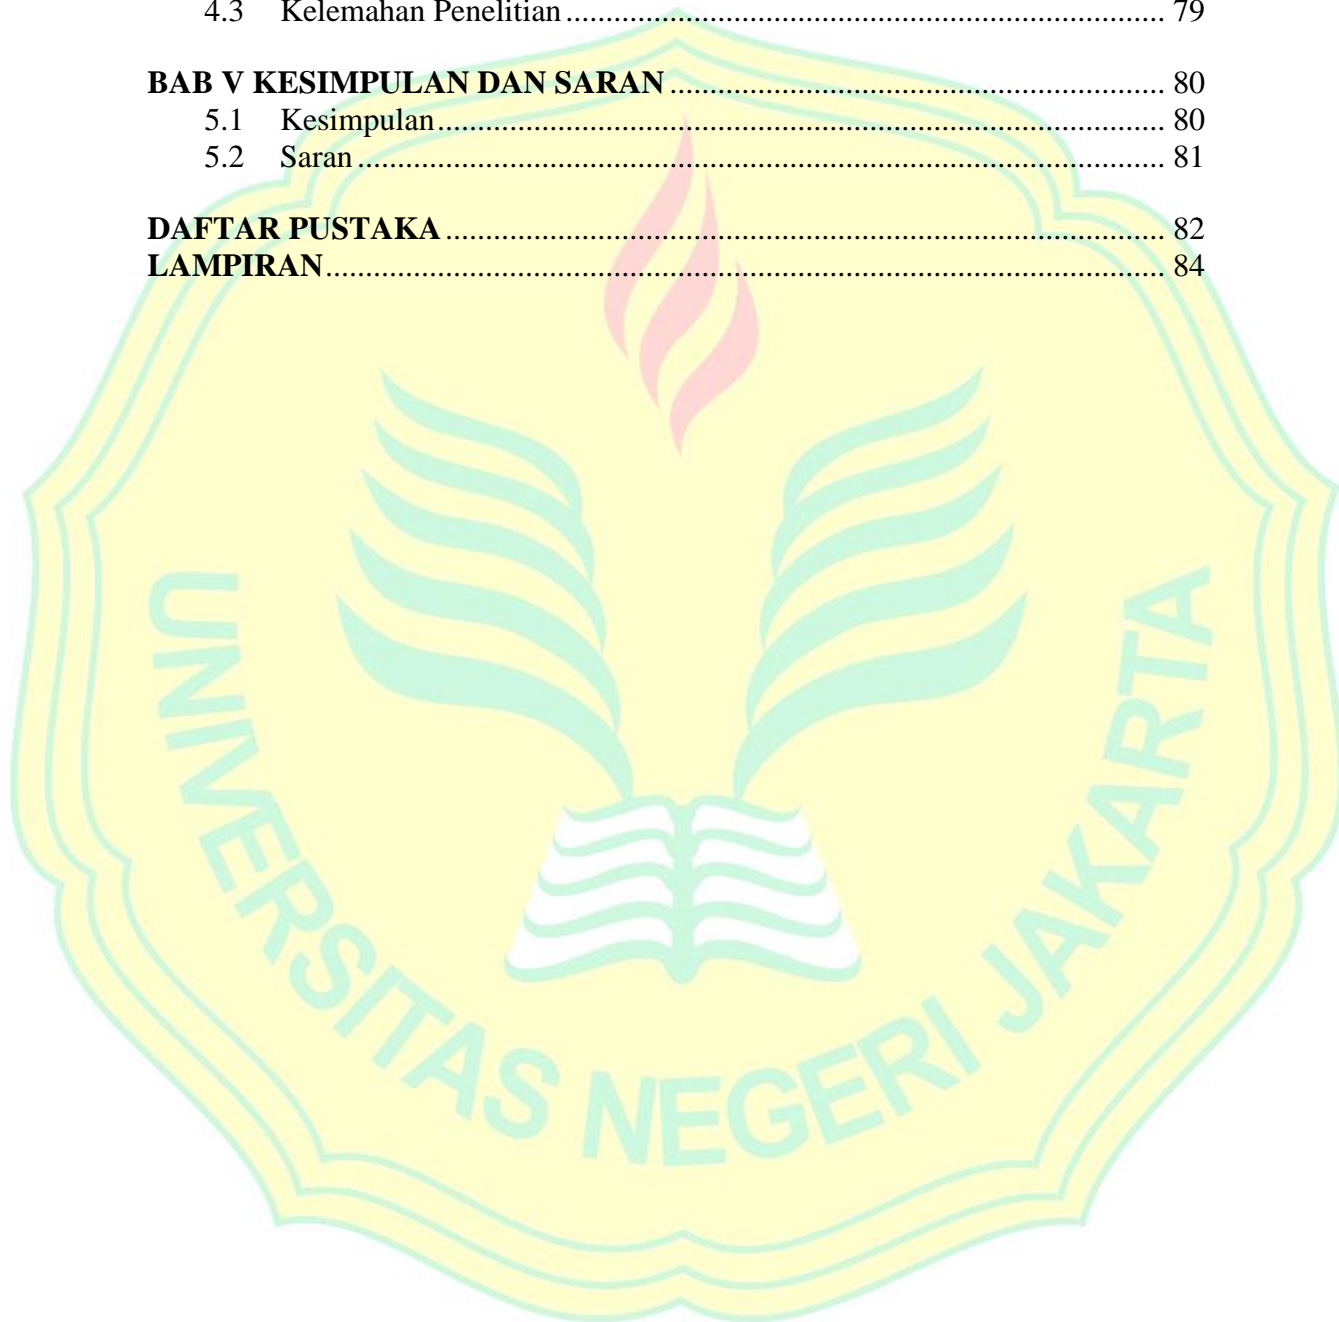 4.3 Kelemahan Penelitian ........................................................................... 79
BAB V KESIMPULAN DAN SARAN .............................................................. 80
5.1 Kesimpulan .......................................................................................... 80
5.2 Saran ..................................................................................................... 81
DAFTAR PUSTAKA .......................................................................................... 82
LAMPIRAN ......................................................................................................... 84
UNIVERSITAS NEGERI JAKARTA